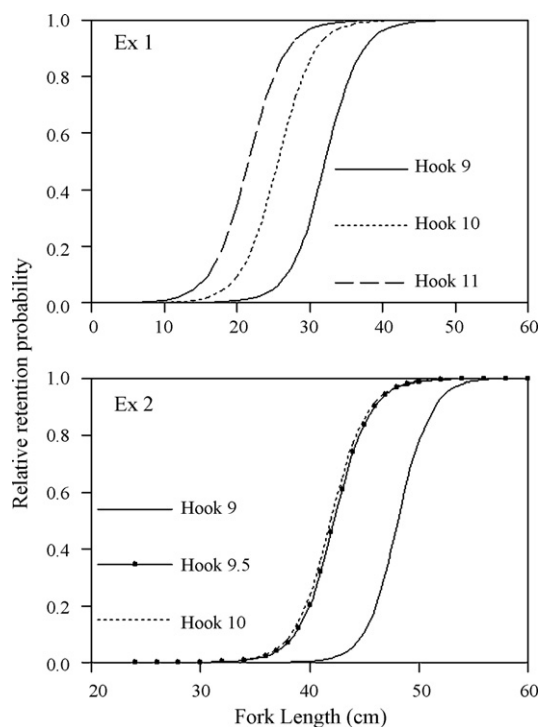 Ex 1
1.0
0.8
0.6
0.4
0.2
0.0
Hook 9
Hook 10
Hook 11
0 10 20 30 40 50 60
Relative retention probability
Ex 2
1.0
0.8
0.6
0.4
0.2
0.0
Hook 9
Hook 9.5
Hook 10
20 30 40 50 60
Fork Length (cm)